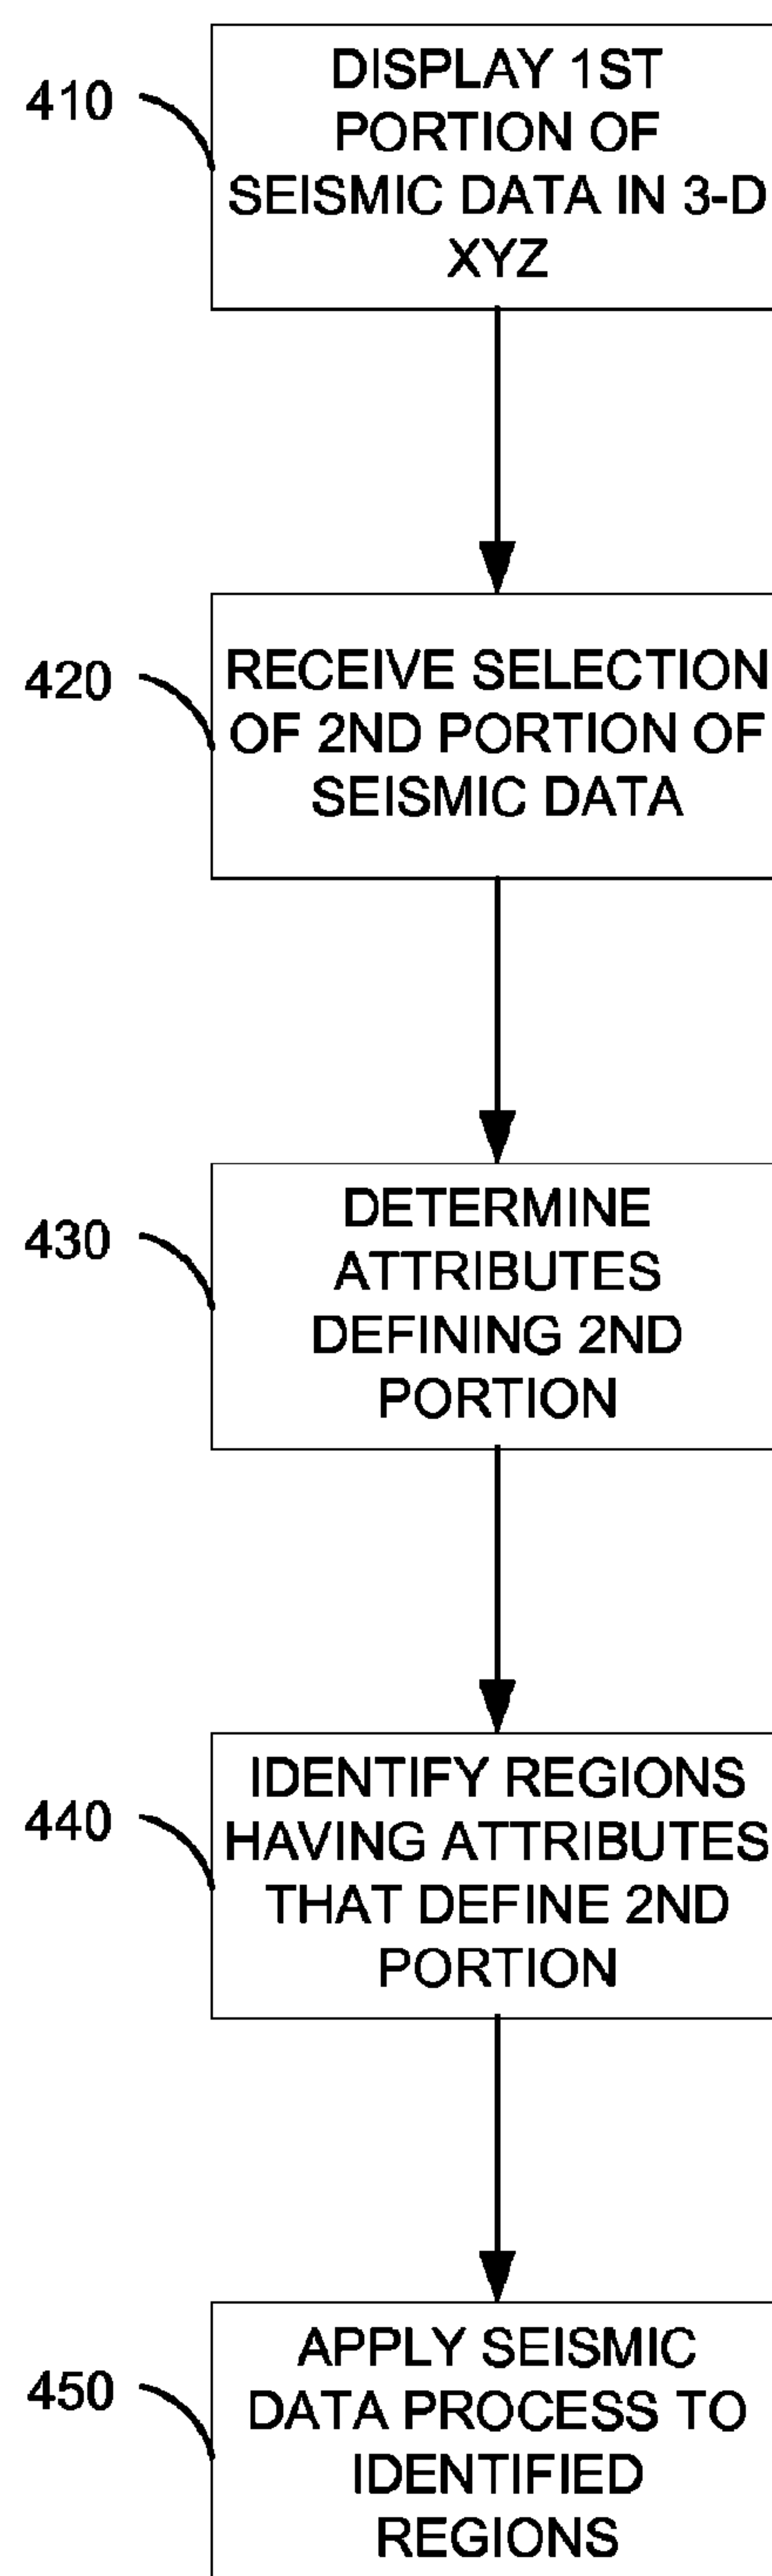 410
DISPLAY 1ST
PORTION OF
SEISMIC DATA IN 3-D
XYZ
420
RECEIVE SELECTION
OF 2ND PORTION OF
SEISMIC DATA
430
DETERMINE
ATTRIBUTES
DEFINING 2ND
PORTION
440
IDENTIFY REGIONS
HAVING ATTRIBUTES
THAT DEFINE 2ND
PORTION
450
APPLY SEISMIC
DATA PROCESS TO
IDENTIFIED
REGIONS